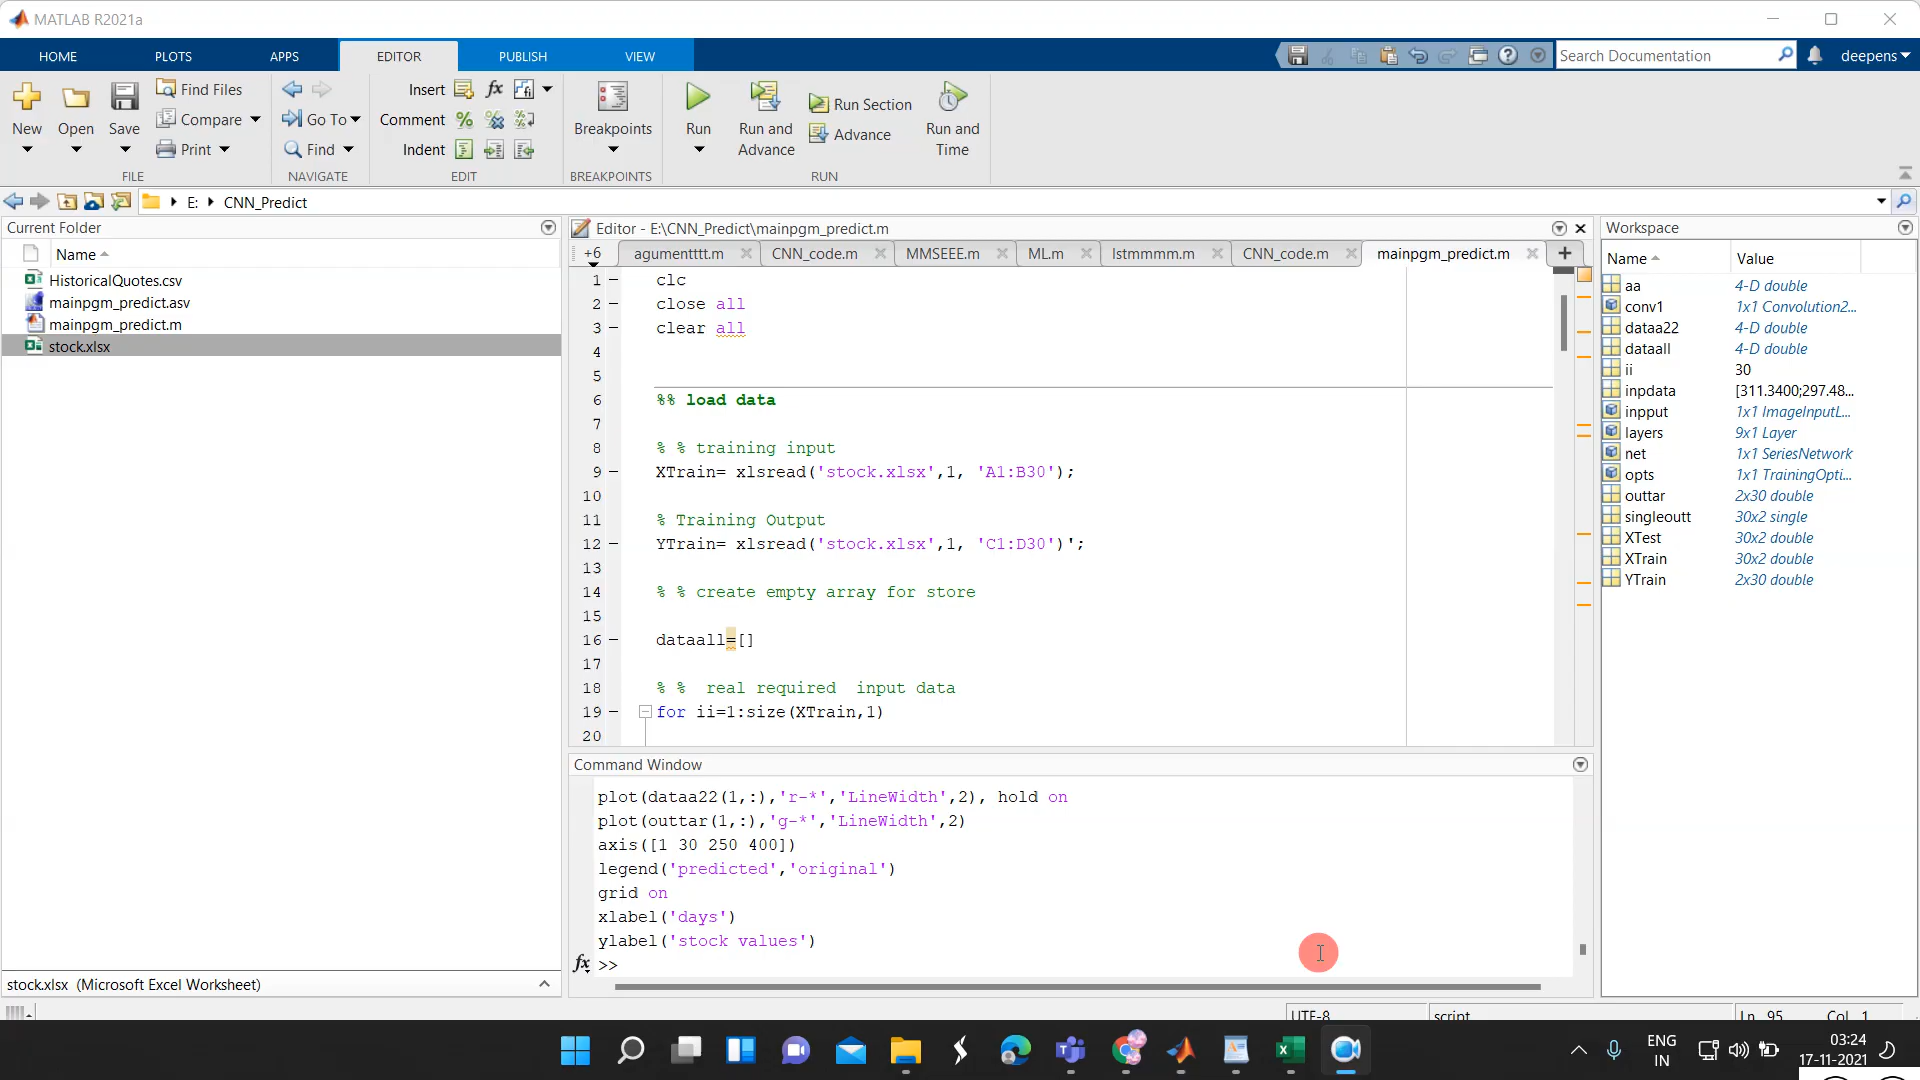 MATLAB R2021a
HOME PLOTS APPS EDITOR PUBLISH VIEW
Search Documentation
deepens
New
Open
Save
Find Files
Compare
Print
FILE
Go To
Find
NAVIGATE
Insert
Comment
Indent
EDIT
Breakpoints
BREAKPOINTS
Run
Run and Advance
Run Section
Advance
Run and Time
RUN
E: CNN_Predict
Current Folder
Name
HistoricalQuotes.csv
mainpgm_predict.asv
mainpgm_predict.m
stock.xlsx
stock.xlsx (Microsoft Excel Worksheet)
Editor - E:\CNN_Predict\mainpgm_predict.m
+6 agumentttt.m CNN_code.m MMSEEE.m ML.m lstmmmm.m CNN_code.m mainpgm_predict.m
1 clc
2 close all
3 clear all
4
5
6 %% load data
7
8 % % training input
9 XTrain= xlsread('stock.xlsx',1, 'A1:B30');
10
11 % Training Output
12 YTrain= xlsread('stock.xlsx',1, 'C1:D30')';
13
14 % % create empty array for store
15
16 dataall=[]
17
18 % % real required input data
19 for ii=1:size(XTrain,1)
20
Command Window
plot(dataa22(1,:),'r-*','LineWidth',2), hold on
plot(outtar(1,:),'g-*','LineWidth',2)
axis([1 30 250 400])
legend('predicted','original')
grid on
xlabel('days')
ylabel('stock values')
fx >>
Workspace
Name Value
aa 4-D double
conv1 1x1 Convolution2...
dataa22 4-D double
dataall 4-D double
ii 30
inpdata [311.3400;297.48...
inpput 1x1 ImageInputL...
layers 9x1 Layer
net 1x1 SeriesNetwork
opts 1x1 TrainingOpti...
outtar 2x30 double
singleoutt 30x2 single
XTest 30x2 double
XTrain 30x2 double
YTrain 2x30 double
UTF-8 script Ln 95 Col 1
ENG
IN
03:24
17-11-2021